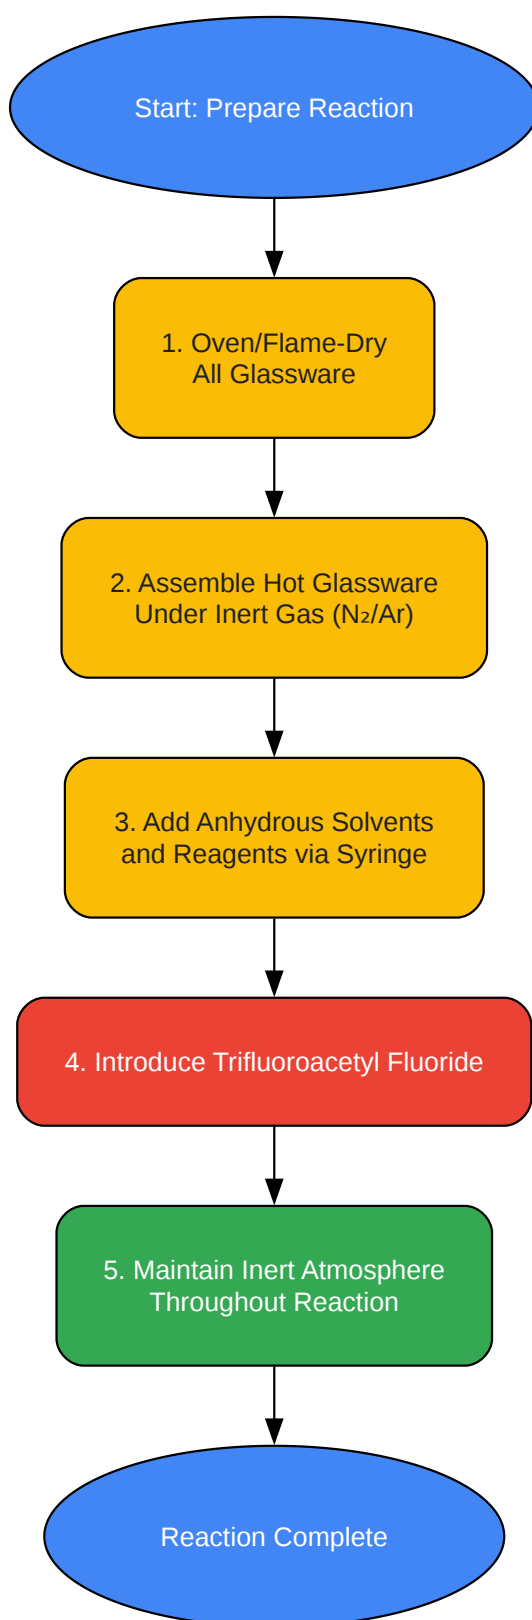 Start: Prepare Reaction
1. Oven/Flame-Dry
All Glassware
2. Assemble Hot Glassware
Under Inert Gas (N₂/Ar)
3. Add Anhydrous Solvents
and Reagents via Syringe
4. Introduce Trifluoroacetyl Fluoride
5. Maintain Inert Atmosphere
Throughout Reaction
Reaction Complete